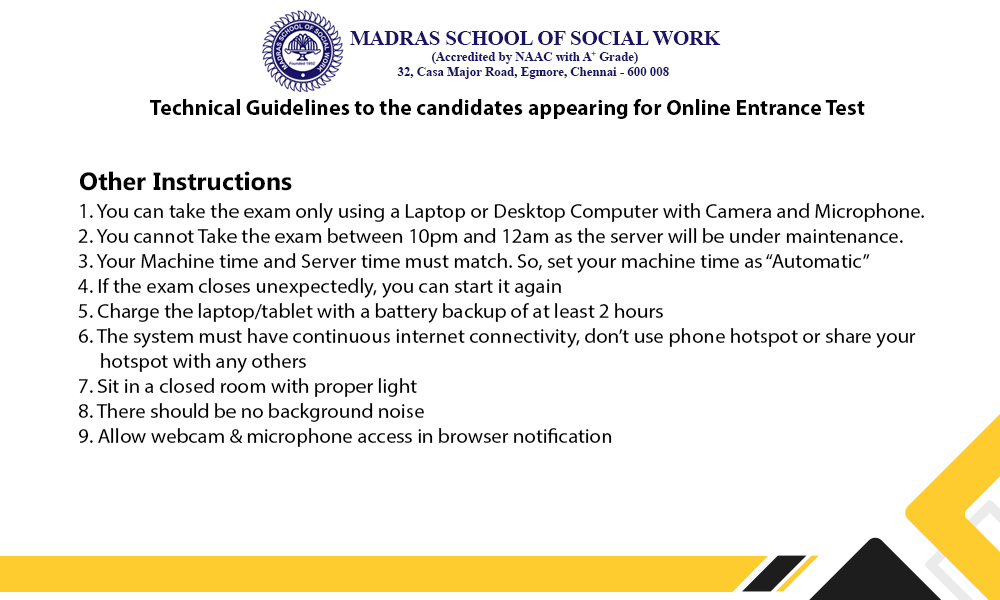 MADRAS SCHOOL OF SOCIAL WORK
Founded 1952
MADRAS SCHOOL OF SOCIAL WORK
(Accredited by NAAC with A+ Grade)
32, Casa Major Road, Egmore, Chennai - 600 008
Technical Guidelines to the candidates appearing for Online Entrance Test
Other Instructions
1. You can take the exam only using a Laptop or Desktop Computer with Camera and Microphone.
2. You cannot Take the exam between 10pm and 12am as the server will be under maintenance.
3. Your Machine time and Server time must match. So, set your machine time as “Automatic”
4. If the exam closes unexpectedly, you can start it again
5. Charge the laptop/tablet with a battery backup of at least 2 hours
6. The system must have continuous internet connectivity, don’t use phone hotspot or share your
hotspot with any others
7. Sit in a closed room with proper light
8. There should be no background noise
9. Allow webcam & microphone access in browser notification